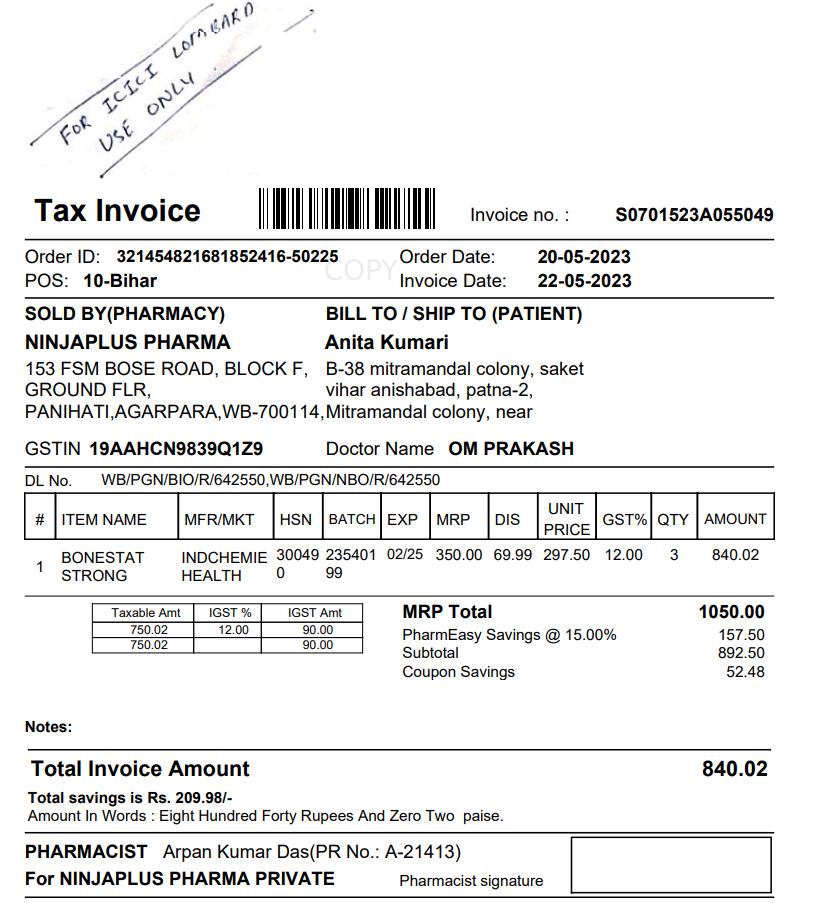 FOR ICICI LOMBARD
USE ONLY
Tax Invoice
Invoice no. : S0701523A055049
Order ID: 321454821681852416-50225
Order Date: 20-05-2023
COPY
POS: 10-Bihar
Invoice Date: 22-05-2023
SOLD BY(PHARMACY)
BILL TO / SHIP TO (PATIENT)
NINJAPLUS PHARMA
Anita Kumari
153 FSM BOSE ROAD, BLOCK F,
GROUND FLR,
PANIHATI,AGARPARA,WB-700114,
B-38 mitramandal colony, saket
vihar anishabad, patna-2,
Mitramandal colony, near
GSTIN 19AAHCN9839Q1Z9
Doctor Name OM PRAKASH
DL No. WB/PGN/BIO/R/642550,WB/PGN/NBO/R/642550
# ITEM NAME MFR/MKT HSN BATCH EXP MRP DIS UNIT PRICE GST% QTY AMOUNT
1 BONESTAT INDCHEMIE 30049 235401 02/25 350.00 69.99 297.50 12.00 3 840.02
STRONG HEALTH 0 99
Taxable Amt IGST % IGST Amt
750.02 12.00 90.00
750.02 90.00
MRP Total 1050.00
PharmEasy Savings @ 15.00% 157.50
Subtotal 892.50
Coupon Savings 52.48
Notes:
Total Invoice Amount 840.02
Total savings is Rs. 209.98/-
Amount In Words : Eight Hundred Forty Rupees And Zero Two paise.
PHARMACIST Arpan Kumar Das(PR No.: A-21413)
For NINJAPLUS PHARMA PRIVATE
Pharmacist signature